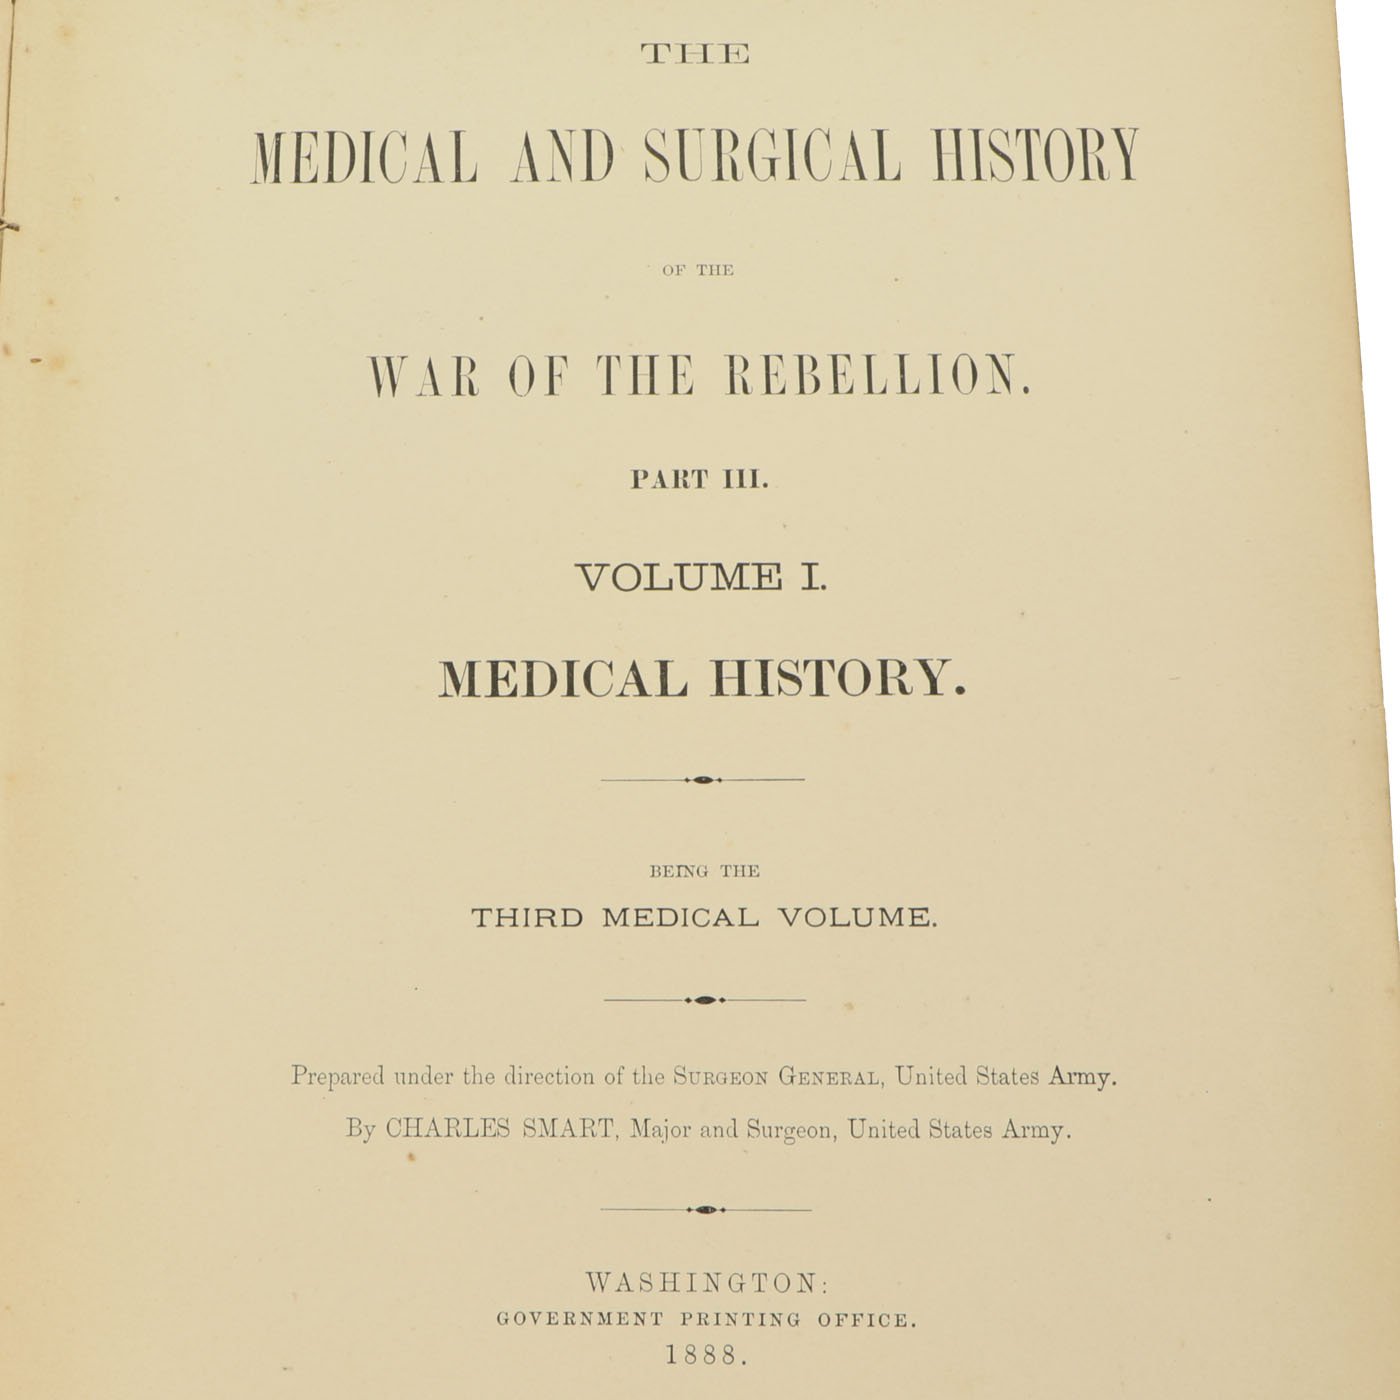 THE
MEDICAL AND SURGICAL HISTORY
OF THE
WAR OF THE REBELLION.
PART III.
VOLUME I.
MEDICAL HISTORY.
BEING THE
THIRD MEDICAL VOLUME.
Prepared under the direction of the SURGEON GENERAL, United States Army.
By CHARLES SMART, Major and Surgeon, United States Army.
WASHINGTON:
GOVERNMENT PRINTING OFFICE.
1888.